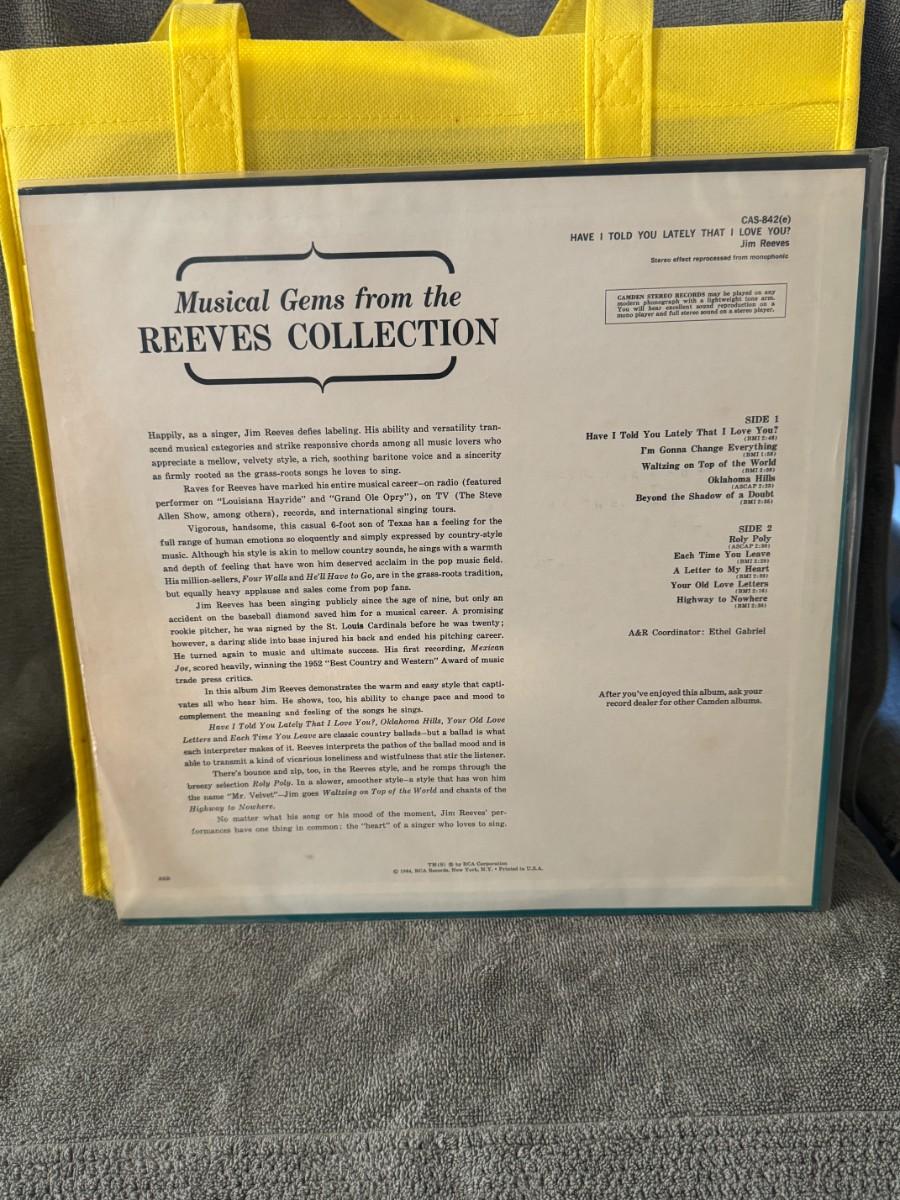 CAS-842(e)
HAVE I TOLD YOU LATELY THAT I LOVE YOU?
Jim Reeves
Stereo effect reprocessed from monophonic
CAMDEN STEREO RECORDS may be played on any
modern phonograph with a lightweight tone arm.
You will hear excellent sound reproduction on a
mono player and full stereo sound on a stereo player.
Musical Gems from the
REEVES COLLECTION
Happily, as a singer, Jim Reeves defies labeling. His ability and versatility tran-
scend musical categories and strike responsive chords among all music lovers who
appreciate a mellow, velvety style, a rich, soothing baritone voice and a sincerity
as firmly rooted as the grass-roots songs he loves to sing.
Raves for Reeves have marked his entire musical career—on radio (featured
performer on "Louisiana Hayride" and "Grand Ole Opry"), on TV (The Steve
Allen Show, among others), records, and international singing tours.
Vigorous, handsome, this casual 6-foot son of Texas has a feeling for the
full range of human emotions so eloquently and simply expressed by country-style
music. Although his style is akin to mellow country sounds, he sings with a warmth
and depth of feeling that have won him deserved acclaim in the pop music field.
His million-sellers, Four Walls and He'll Have to Go, are in the grass-roots tradition,
but equally heavy applause and sales come from pop fans.
Jim Reeves has been singing publicly since the age of nine, but only an
accident on the baseball diamond saved him for a musical career. A promising
rookie pitcher, he was signed by the St. Louis Cardinals before he was twenty;
however, a daring slide into base injured his back and ended his pitching career.
He turned again to music and ultimate success. His first recording, Mexican
Joe, scored heavily, winning the 1952 "Best Country and Western" Award of music
trade press critics.
In this album Jim Reeves demonstrates the warm and easy style that capti-
vates all who hear him. He shows, too, his ability to change pace and mood to
complement the meaning and feeling of the songs he sings.
Have I Told You Lately That I Love You?, Oklahoma Hills, Your Old Love
Letters and Each Time You Leave are classic country ballads—but a ballad is what
each interpreter makes of it. Reeves interprets the pathos of the ballad mood and is
able to transmit a kind of vicarious loneliness and wistfulness that stir the listener.
There's bounce and zip, too, in the Reeves style, and he romps through the
breezy selection Roly Poly. In a slower, smoother style—a style that has won him
the name "Mr. Velvet"—Jim goes Waltzing on Top of the World and chants of the
Highway to Nowhere.
No matter what his song or his mood of the moment, Jim Reeves' per-
formances have one thing in common: the "heart" of a singer who loves to sing.
SIDE 1
Have I Told You Lately That I Love You?
(BMI 2:48)
I'm Gonna Change Everything
(BMI
Waltzing on Top of the World
(BMI
Oklahoma Hills
(ASCAP
Beyond the Shadow of a Doubt
(BMI
SIDE 2
Roly Poly
(ASCAP
Each Time You Leave
(BMI
A Letter to My Heart
(BMI
Your Old Love Letters
(BMI
Highway to Nowhere
(BMI
A&R Coordinator: Ethel Gabriel
After you've enjoyed this album, ask your
record dealer for other Camden albums.
TM(S) ® by RCA Corporation
© 1964, RCA Records, New York, N.Y. • Printed in U.S.A.